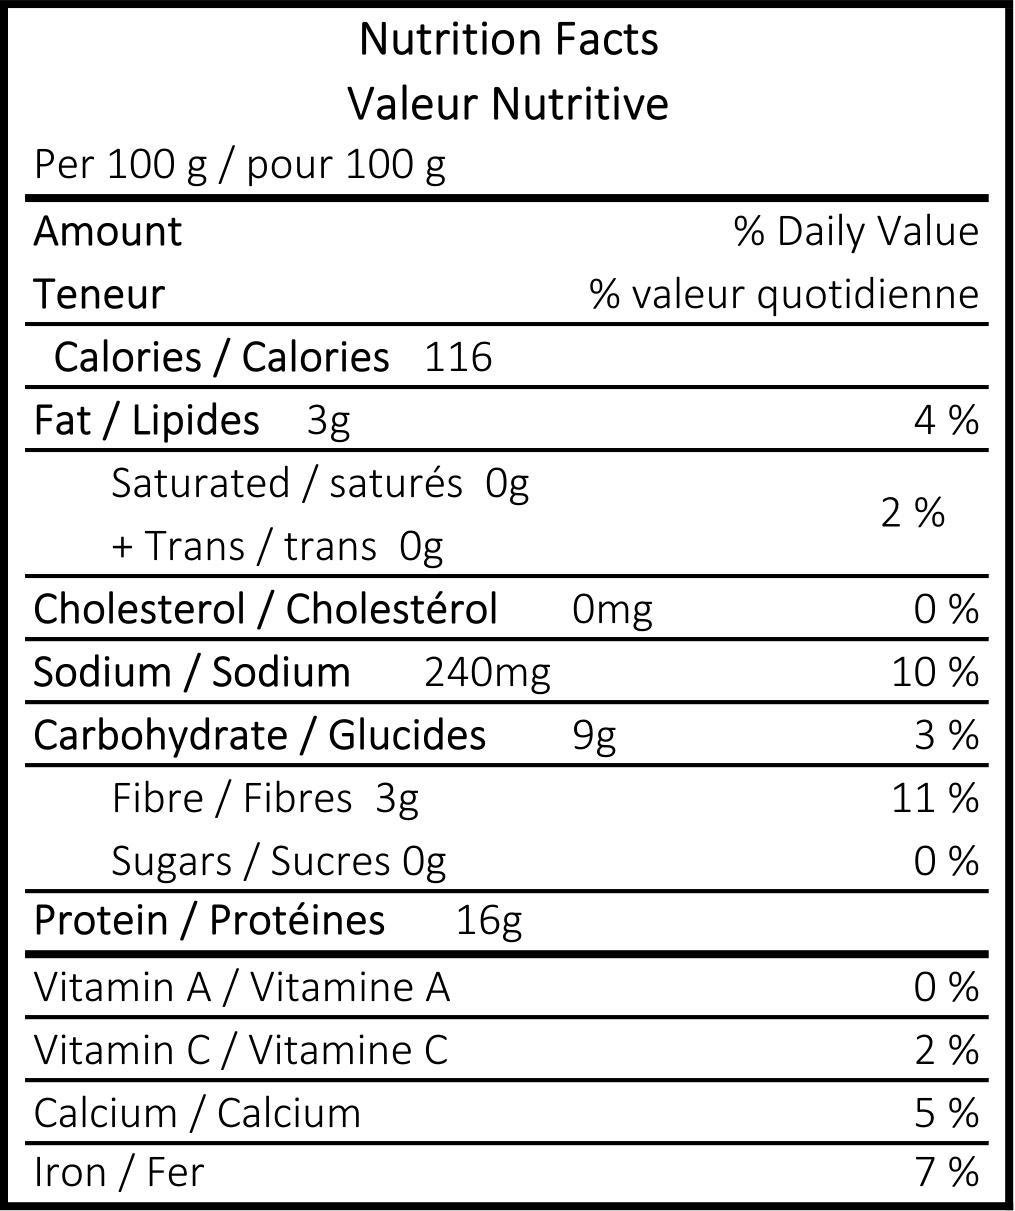 Nutrition Facts
Valeur Nutritive
Per 100 g / pour 100 g
Amount % Daily Value
Teneur % valeur quotidienne
Calories / Calories 116
Fat / Lipides 3g 4 %
Saturated / saturés 0g
2 %
+ Trans / trans 0g
Cholesterol / Cholestérol 0mg 0 %
Sodium / Sodium 240mg 10 %
Carbohydrate / Glucides 9g 3 %
Fibre / Fibres 3g 11 %
Sugars / Sucres 0g 0 %
Protein / Protéines 16g
Vitamin A / Vitamine A 0 %
Vitamin C / Vitamine C 2 %
Calcium / Calcium 5 %
Iron / Fer 7 %